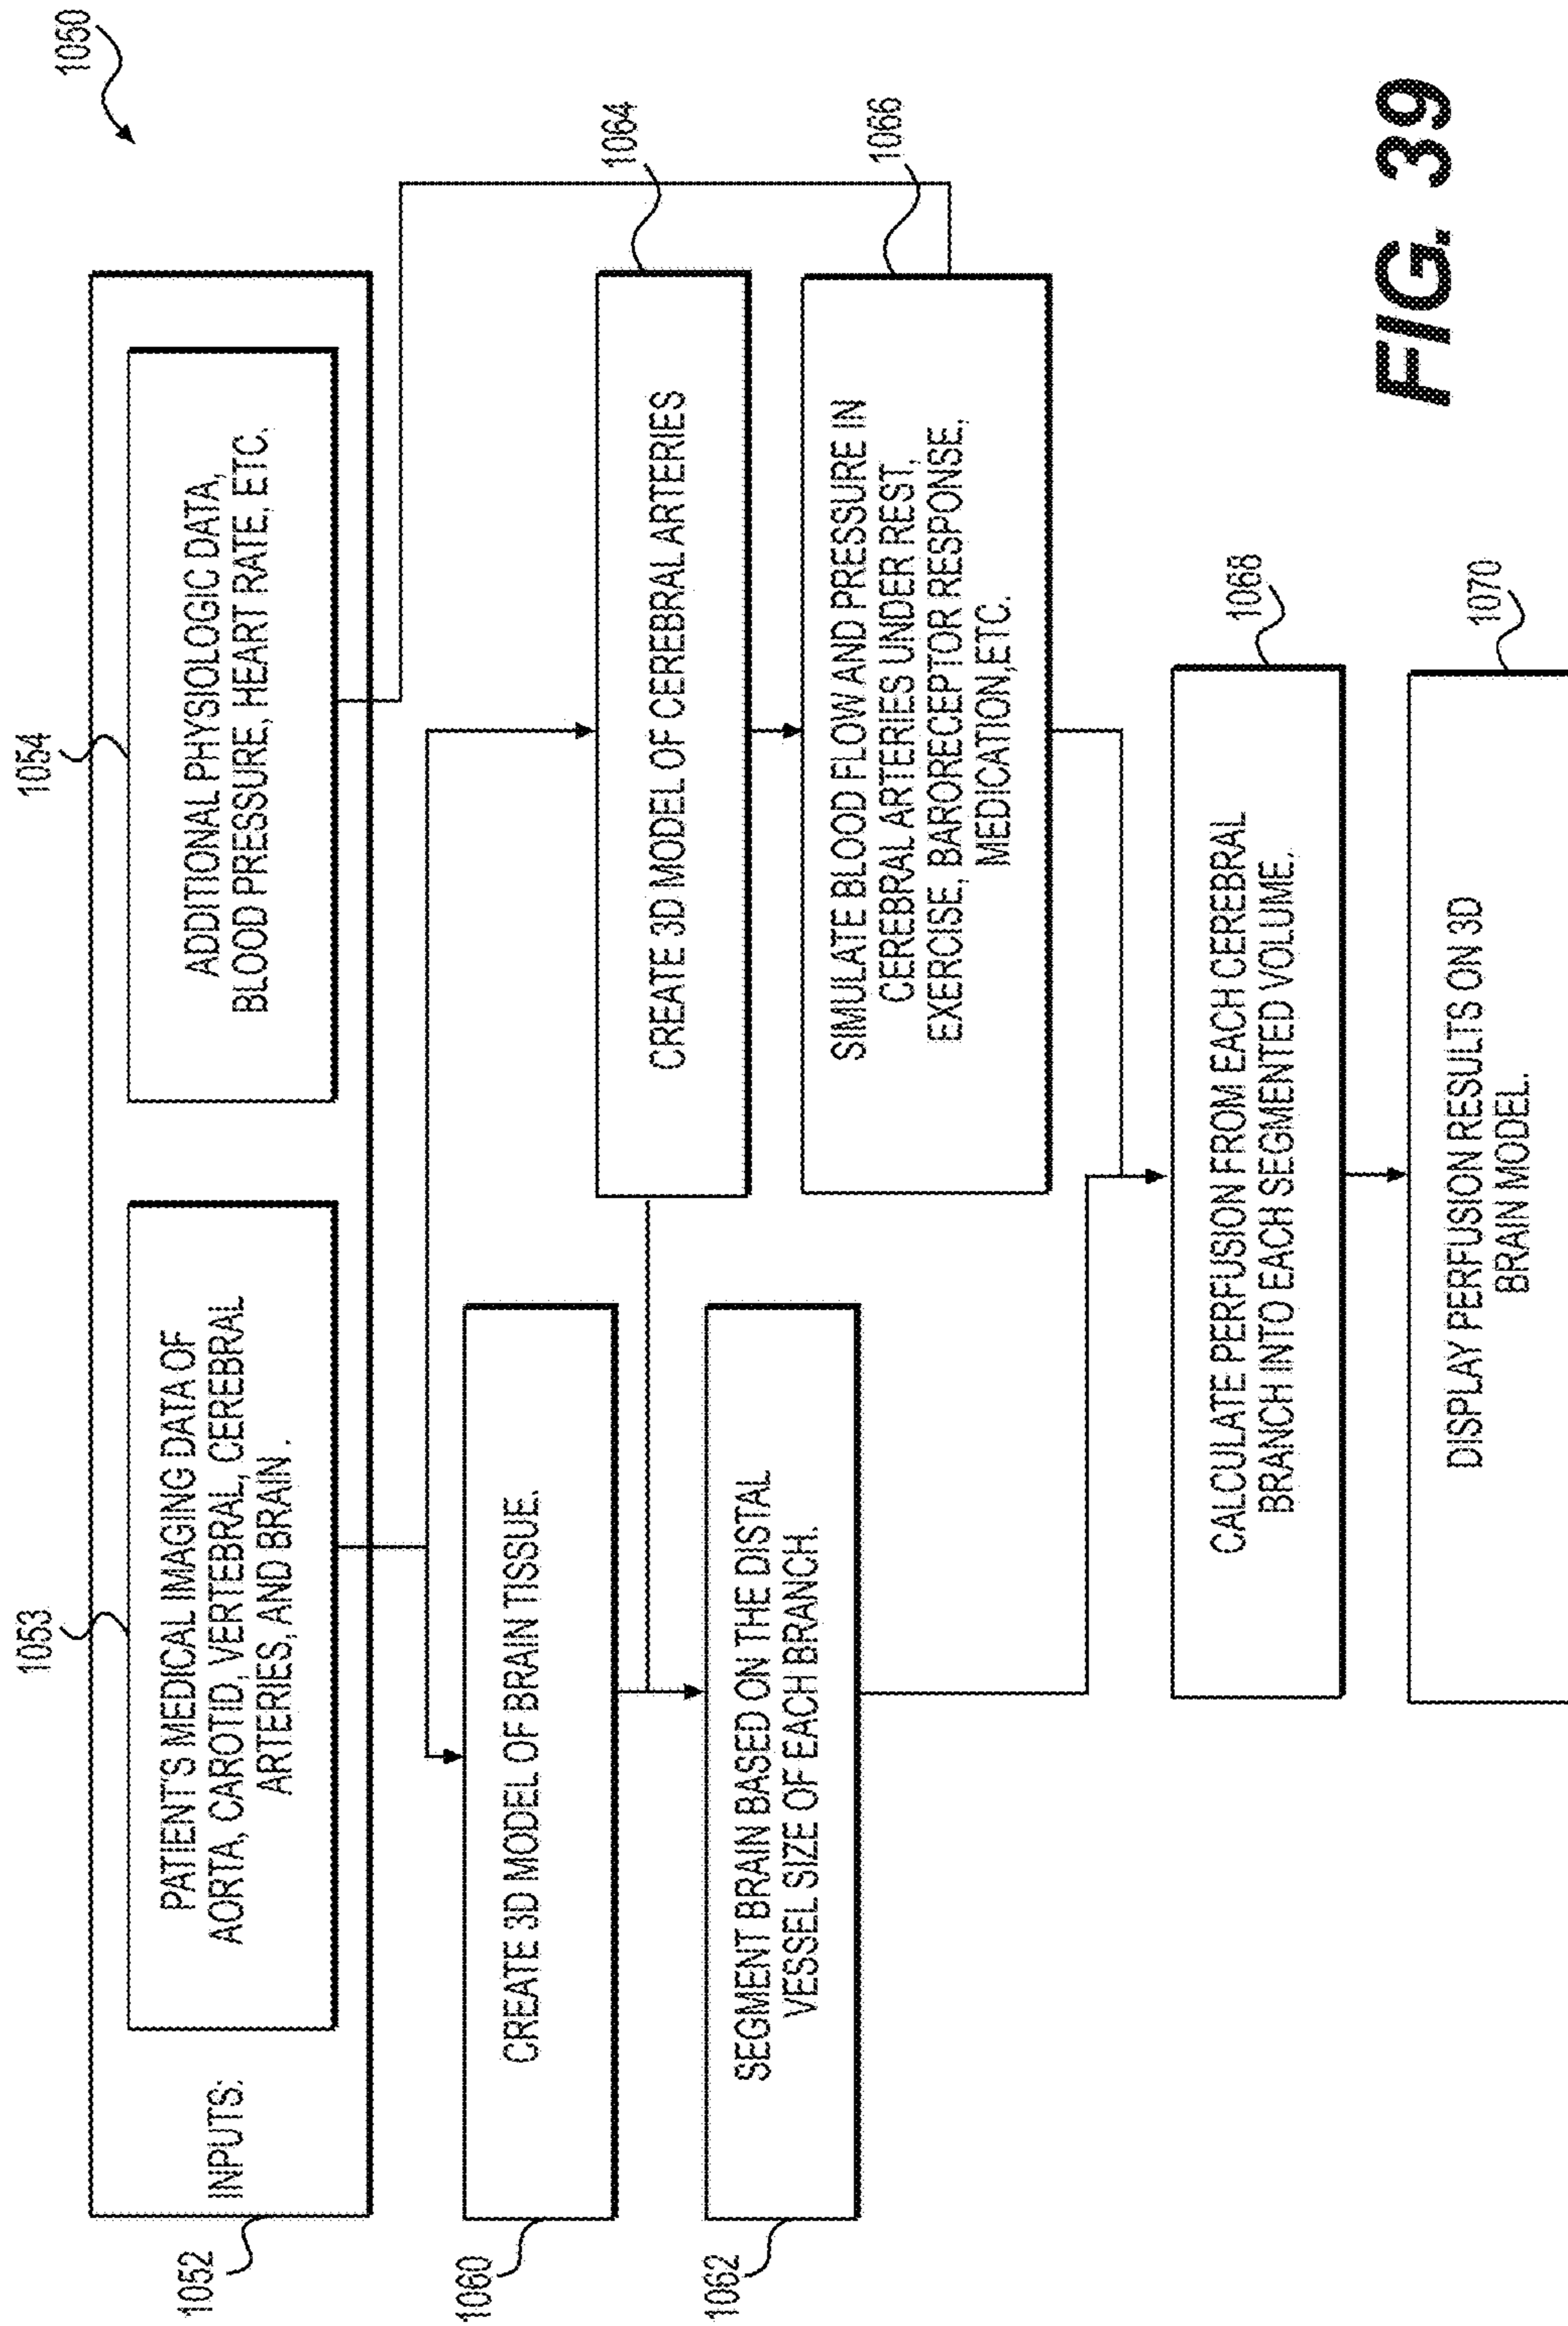 1050
1052
INPUTS:
1053
PATIENT'S MEDICAL IMAGING DATA OF
AORTA, CAROTID, VERTEBRAL, CEREBRAL
ARTERIES, AND BRAIN.
1054
ADDITIONAL PHYSIOLOGIC DATA,
BLOOD PRESSURE, HEART RATE, ETC.
1060
CREATE 3D MODEL OF BRAIN TISSUE.
1064
CREATE 3D MODEL OF CEREBRAL ARTERIES
1062
SEGMENT BRAIN BASED ON THE DISTAL
VESSEL SIZE OF EACH BRANCH.
1066
SIMULATE BLOOD FLOW AND PRESSURE IN
CEREBRAL ARTERIES UNDER REST,
EXERCISE, BARORECEPTOR RESPONSE,
MEDICATION,ETC.
1068
CALCULATE PERFUSION FROM EACH CEREBRAL
BRANCH INTO EACH SEGMENTED VOLUME.
1070
DISPLAY PERFUSION RESULTS ON 3D
BRAIN MODEL.
FIG. 39